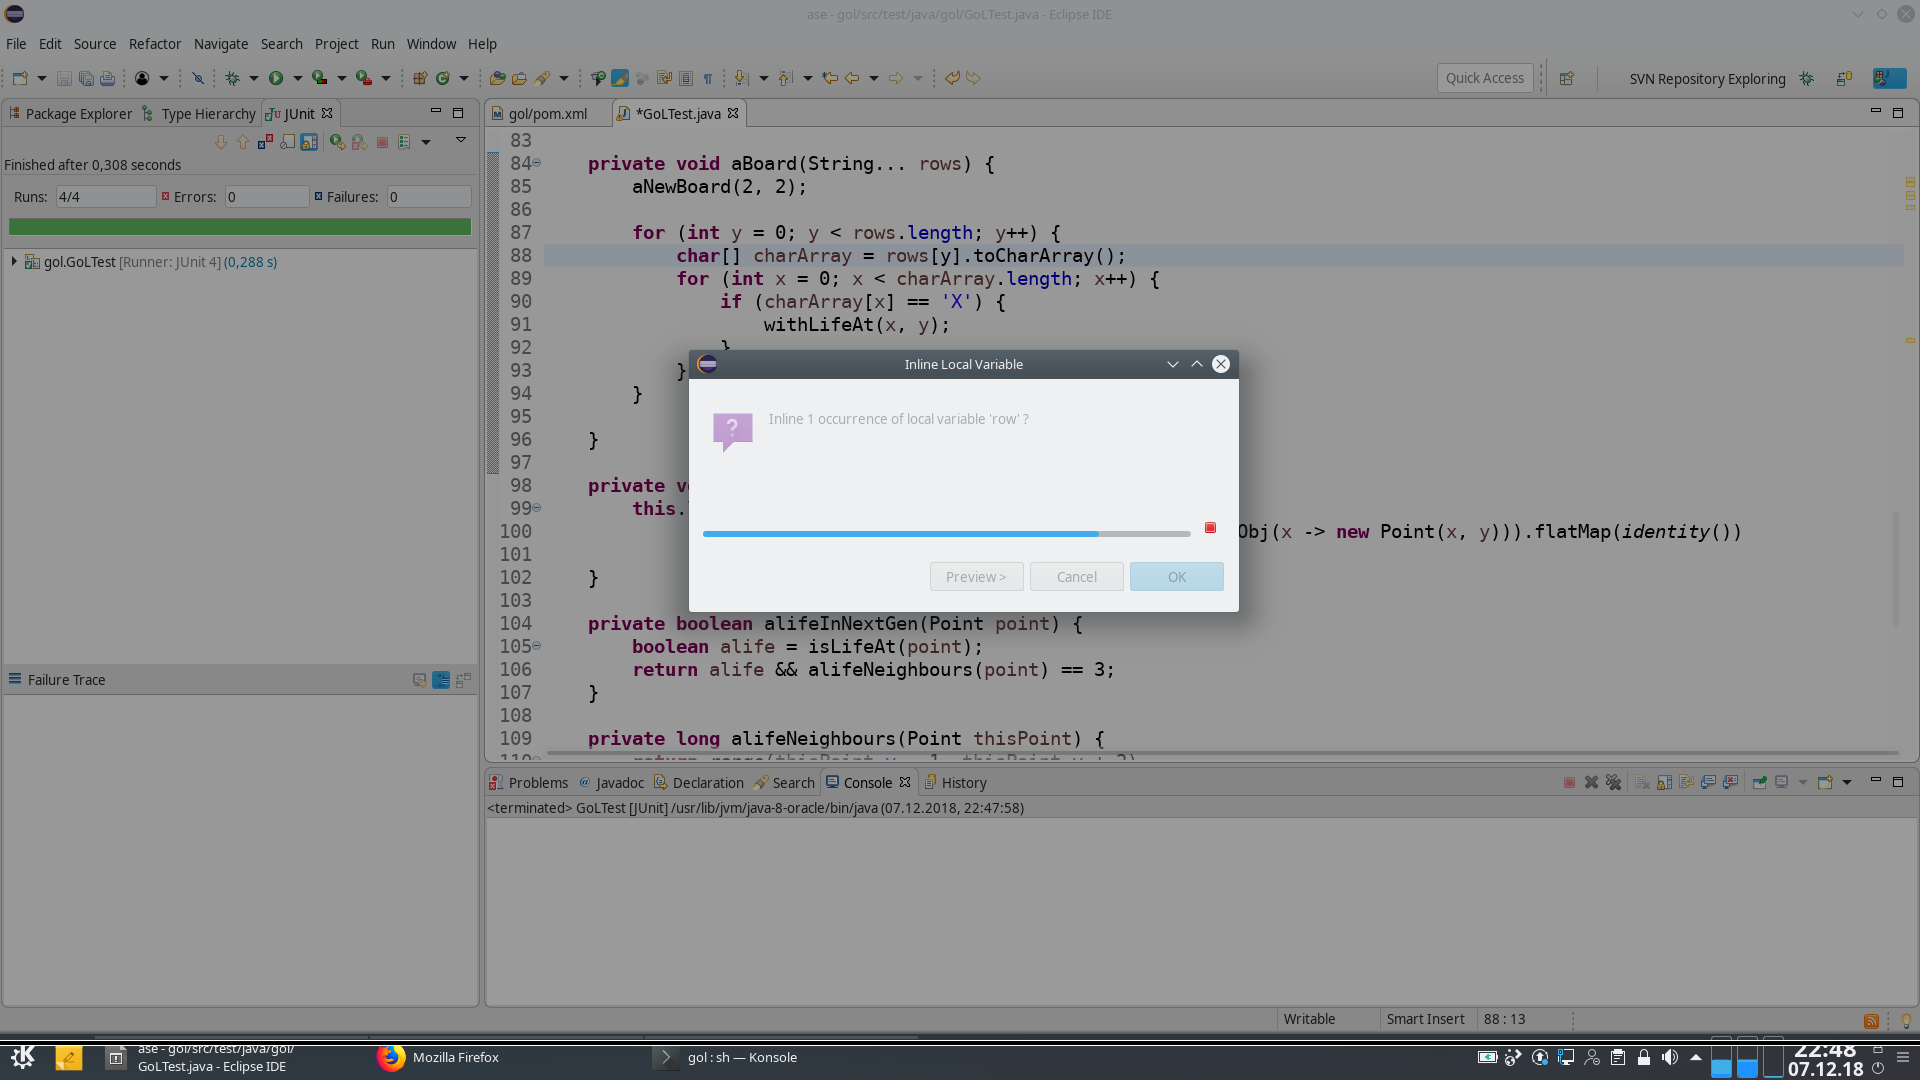 ase - gol/src/test/java/gol/GoLTest.java - Eclipse IDE
File Edit Source Refactor Navigate Search Project Run Window Help
Quick Access
SVN Repository Exploring
Package Explorer Type Hierarchy JUnit
Finished after 0,308 seconds
Runs: 4/4 Errors: 0 Failures: 0
gol.GoLTest [Runner: JUnit 4] (0,288 s)
Failure Trace
gol/pom.xml *GoLTest.java
83
84 private void aBoard(String... rows) {
85 aNewBoard(2, 2);
86
87 for (int y = 0; y < rows.length; y++) {
88 char[] charArray = rows[y].toCharArray();
89 for (int x = 0; x < charArray.length; x++) {
90 if (charArray[x] == 'X') {
91 withLifeAt(x, y);
92 }
93 }
94 }
95
96 }
97
98 private
99 this.
100 Obj(x -> new Point(x, y))).flatMap(identity())
101
102 }
103
104 private boolean alifeInNextGen(Point point) {
105 boolean alife = isLifeAt(point);
106 return alife && alifeNeighbours(point) == 3;
107 }
108
109 private long alifeNeighbours(Point thisPoint) {
Inline Local Variable
Inline 1 occurrence of local variable 'row' ?
Preview > Cancel OK
Problems Javadoc Declaration Search Console History
<terminated> GoLTest [JUnit] /usr/lib/jvm/java-8-oracle/bin/java (07.12.2018, 22:47:58)
Writable Smart Insert 88 : 13
ase - gol/src/test/java/gol/
GoLTest.java - Eclipse IDE
Mozilla Firefox
gol : sh — Konsole
22:48
07.12.18